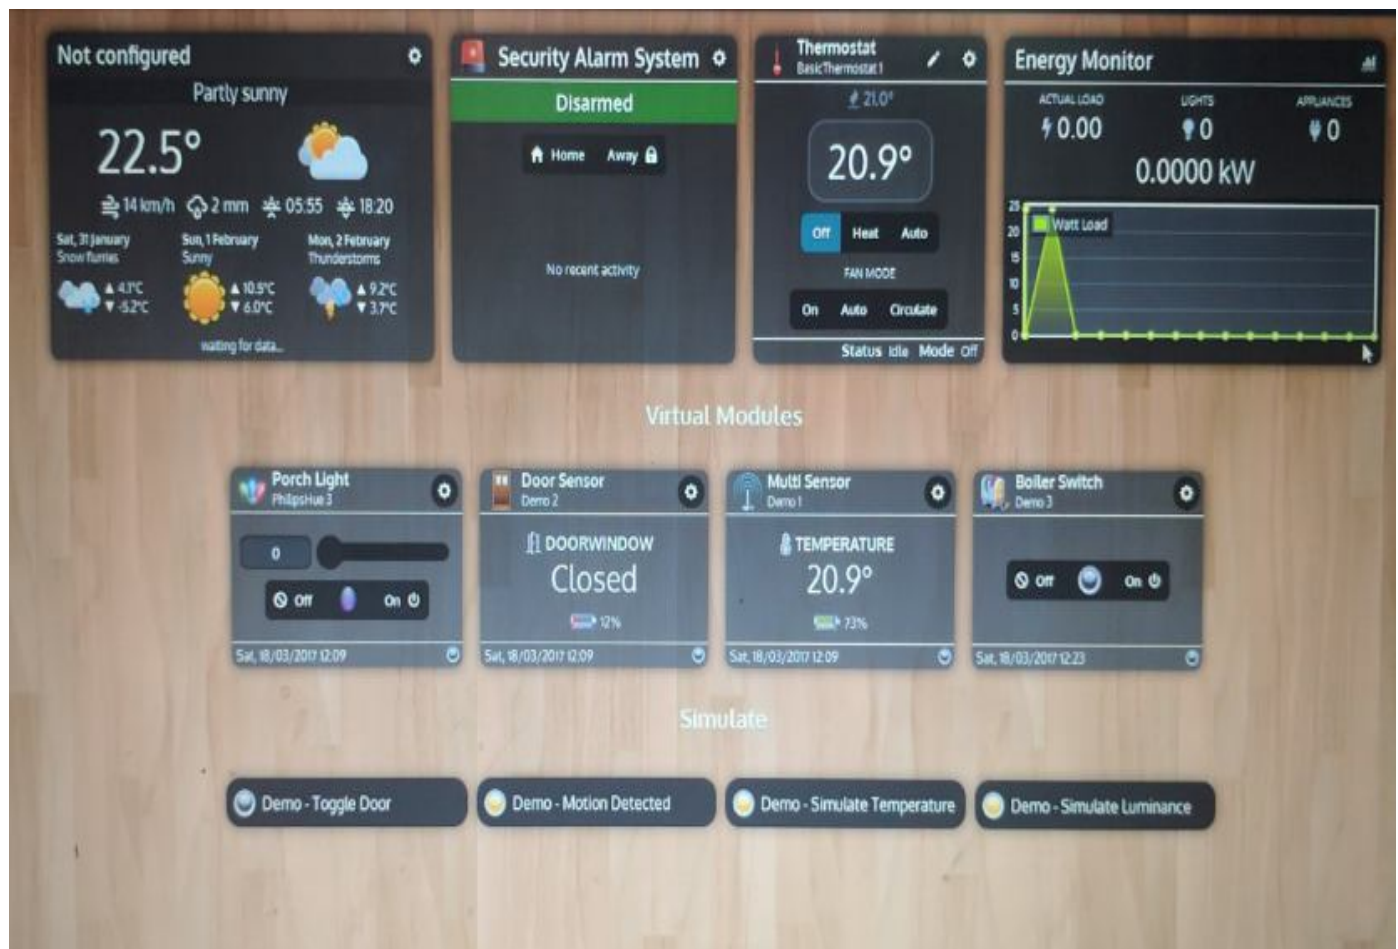 Not configured
Partly sunny
22.5°
14 km/h 2 mm 05:55 18:20
Sat, 31 January
Snow flurries
4.1°C
-5.2°C
Sun, 1 February
Sunny
10.5°C
6.0°C
Mon, 2 February
Thunderstorms
9.2°C
3.7°C
waiting for data...
Security Alarm System
Disarmed
Home Away
No recent activity
Thermostat
BasicThermostat 1
21.0°
20.9°
Off Heat Auto
FAN MODE
On Auto Circulate
Status Idle Mode Off
Energy Monitor
ACTUAL LOAD LIGHTS APPLIANCES
0.00 0 0
0.0000 kW
Watt Load
25
20
15
10
5
0
Virtual Modules
Porch Light
PhilipsHue 3
0
Off On
Sat, 18/03/2017 12:09
Door Sensor
Demo 2
DOORWINDOW
Closed
12%
Sat, 18/03/2017 12:09
Multi Sensor
Demo 1
TEMPERATURE
20.9°
73%
Sat, 18/03/2017 12:09
Boiler Switch
Demo 3
Off On
Sat, 18/03/2017 12:23
Simulate
Demo - Toggle Door
Demo - Motion Detected
Demo - Simulate Temperature
Demo - Simulate Luminance